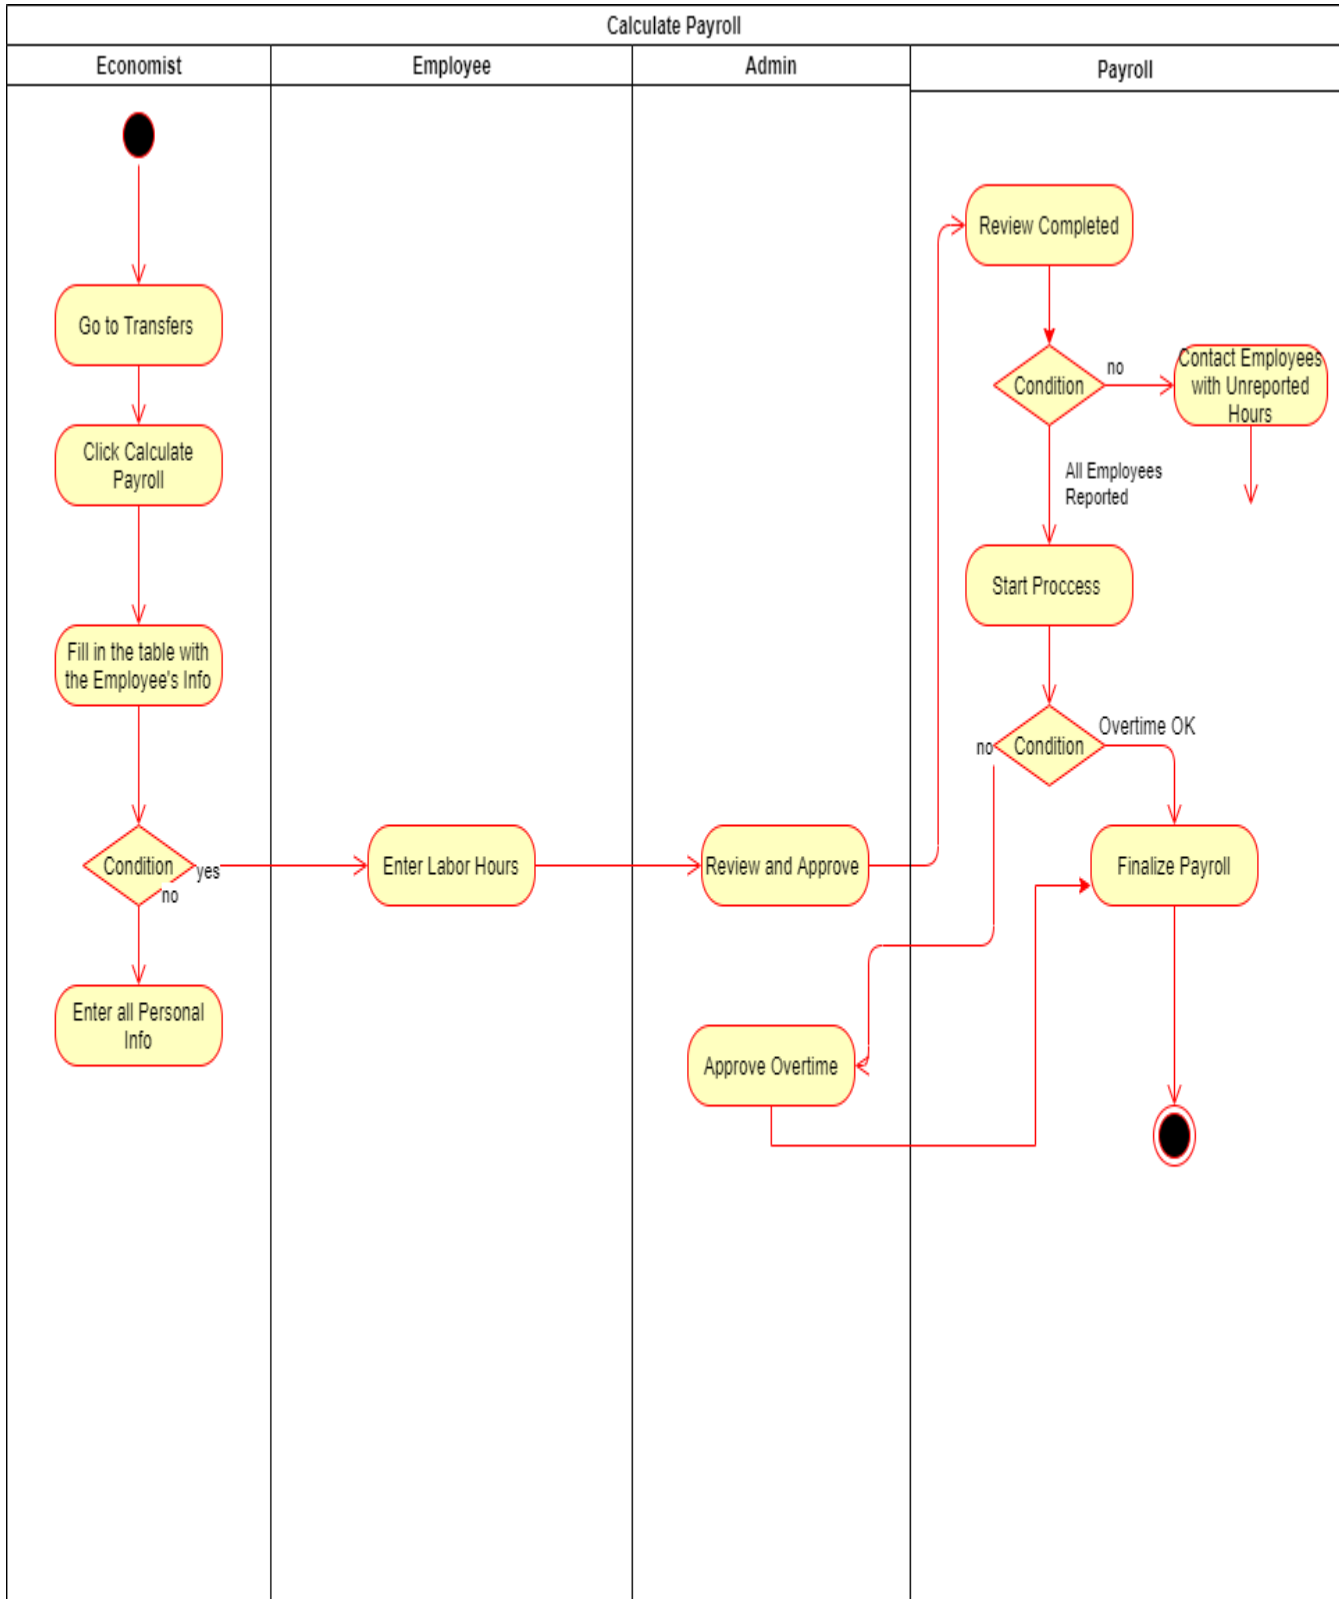 Calculate Payroll
Economist
Employee
Admin
Payroll
Go to Transfers
Click Calculate
Payroll
Fill in the table with
the Employee's Info
Condition
yes
no
Enter all Personal
Info
Enter Labor Hours
Review and Approve
Approve Overtime
Review Completed
Condition
no
Contact Employees
with Unreported
Hours
All Employees
Reported
Start Proccess
Condition
no
Overtime OK
Finalize Payroll